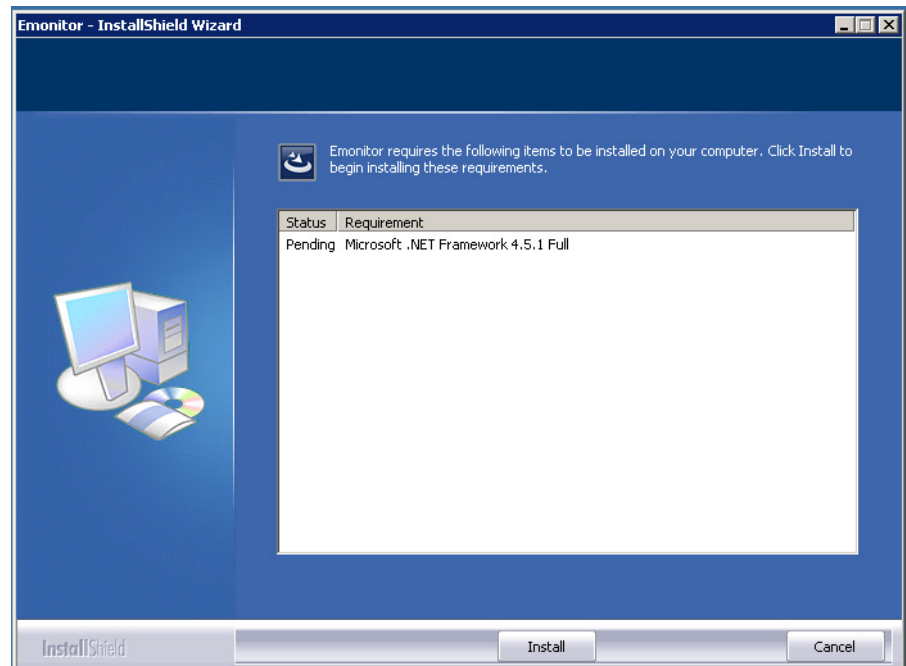 Emonitor - InstallShield Wizard
Emonitor requires the following items to be installed on your computer. Click Install to
begin installing these requirements.
Status Requirement
Pending Microsoft .NET Framework 4.5.1 Full
InstallShield
Install
Cancel